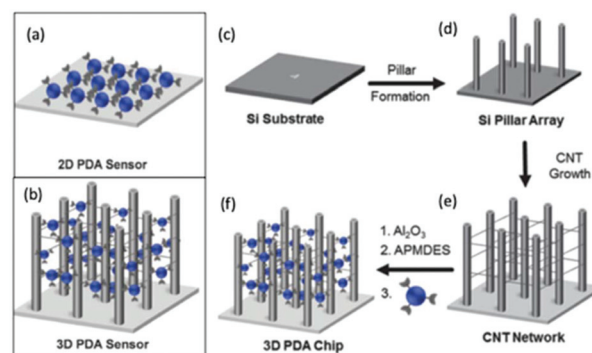 (a)
2D PDA Sensor
(b)
3D PDA Sensor
(c)
Si Substrate
Pillar
Formation
(d)
Si Pillar Array
CNT
Growth
(e)
CNT Network
1. Al₂O₃
2. APMDES
3.
(f)
3D PDA Chip